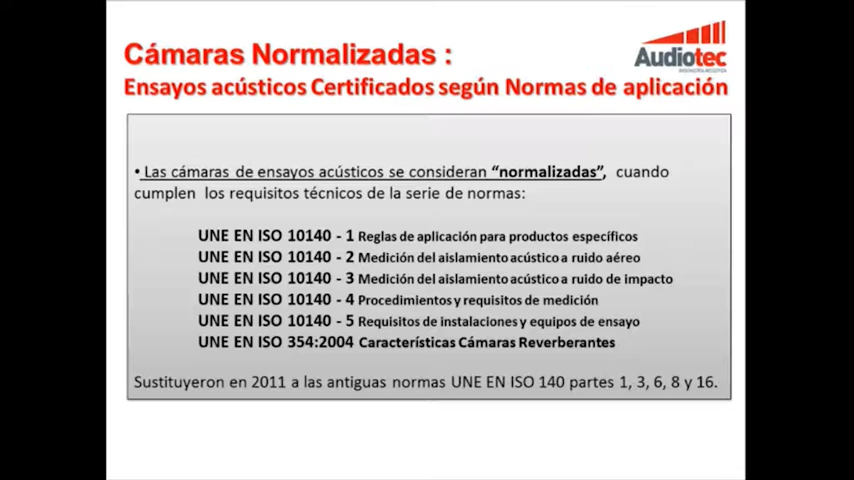 Cámaras Normalizadas :
Audiotec
Ensayos acústicos Certificados según Normas de aplicación
• Las cámaras de ensayos acústicos se consideran “normalizadas”, cuando
cumplen los requisitos técnicos de la serie de normas:
UNE EN ISO 10140 - 1 Reglas de aplicación para productos específicos
UNE EN ISO 10140 - 2 Medición del aislamiento acústico a ruido aéreo
UNE EN ISO 10140 - 3 Medición del aislamiento acústico a ruido de impacto
UNE EN ISO 10140 - 4 Procedimientos y requisitos de medición
UNE EN ISO 10140 - 5 Requisitos de instalaciones y equipos de ensayo
UNE EN ISO 354:2004 Características Cámaras Reverberantes
Sustituyeron en 2011 a las antiguas normas UNE EN ISO 140 partes 1, 3, 6, 8 y 16.